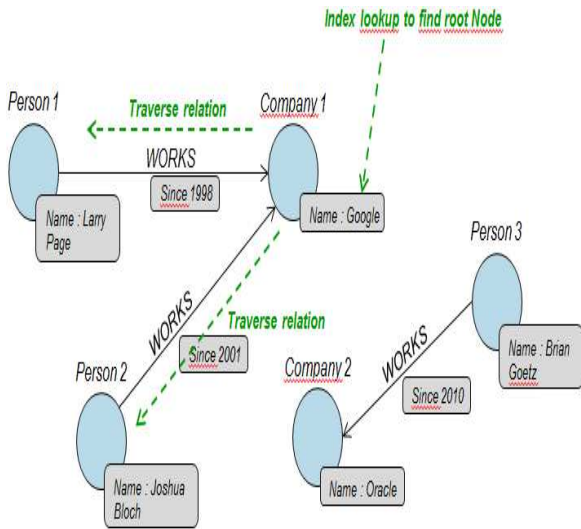 Index lookup to find root Node
Person 1
Traverse relation
Company 1
WORKS
Since 1998
Name : Larry
Page
Name : Google
Person 3
WORKS
Traverse relation
Since 2001
Person 2
Company 2
WORKS
Name : Brian
Goetz
Since 2010
Name : Joshua
Bloch
Name : Oracle